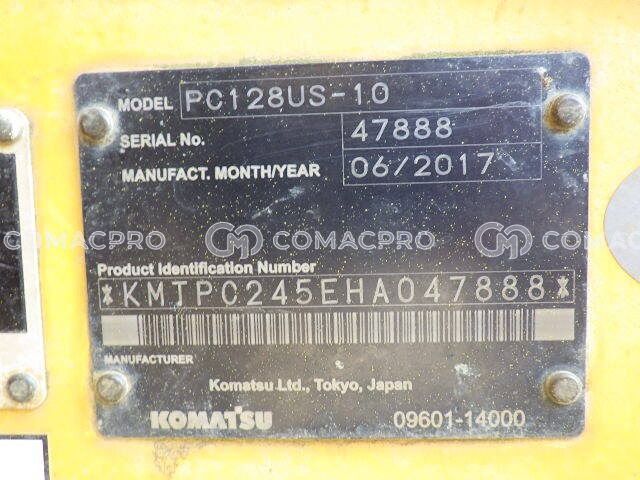 MODEL PC128US-10
SERIAL No. 47888
MANUFACT. MONTH/YEAR 06/2017
COMACPRO COMACPRO COMACPRO
Product Identification Number
*KMTPC245EHA047888*
MANUFACTURER
Komatsu Ltd., Tokyo, Japan
KOMATSU 09601-14000